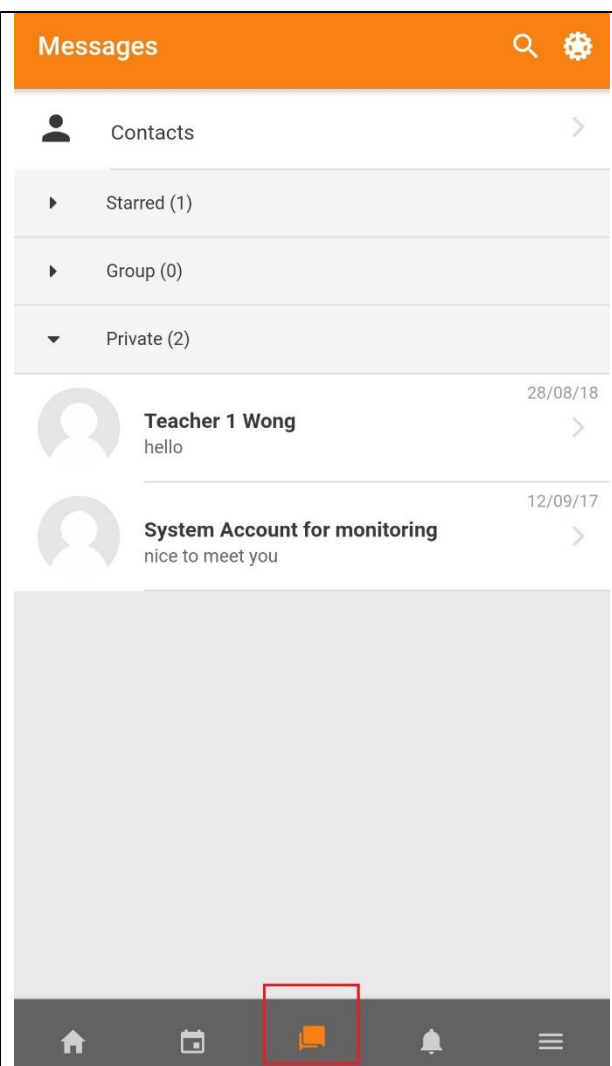 Messages
Contacts
Starred (1)
Group (0)
Private (2)
28/08/18
Teacher 1 Wong
hello
12/09/17
System Account for monitoring
nice to meet you